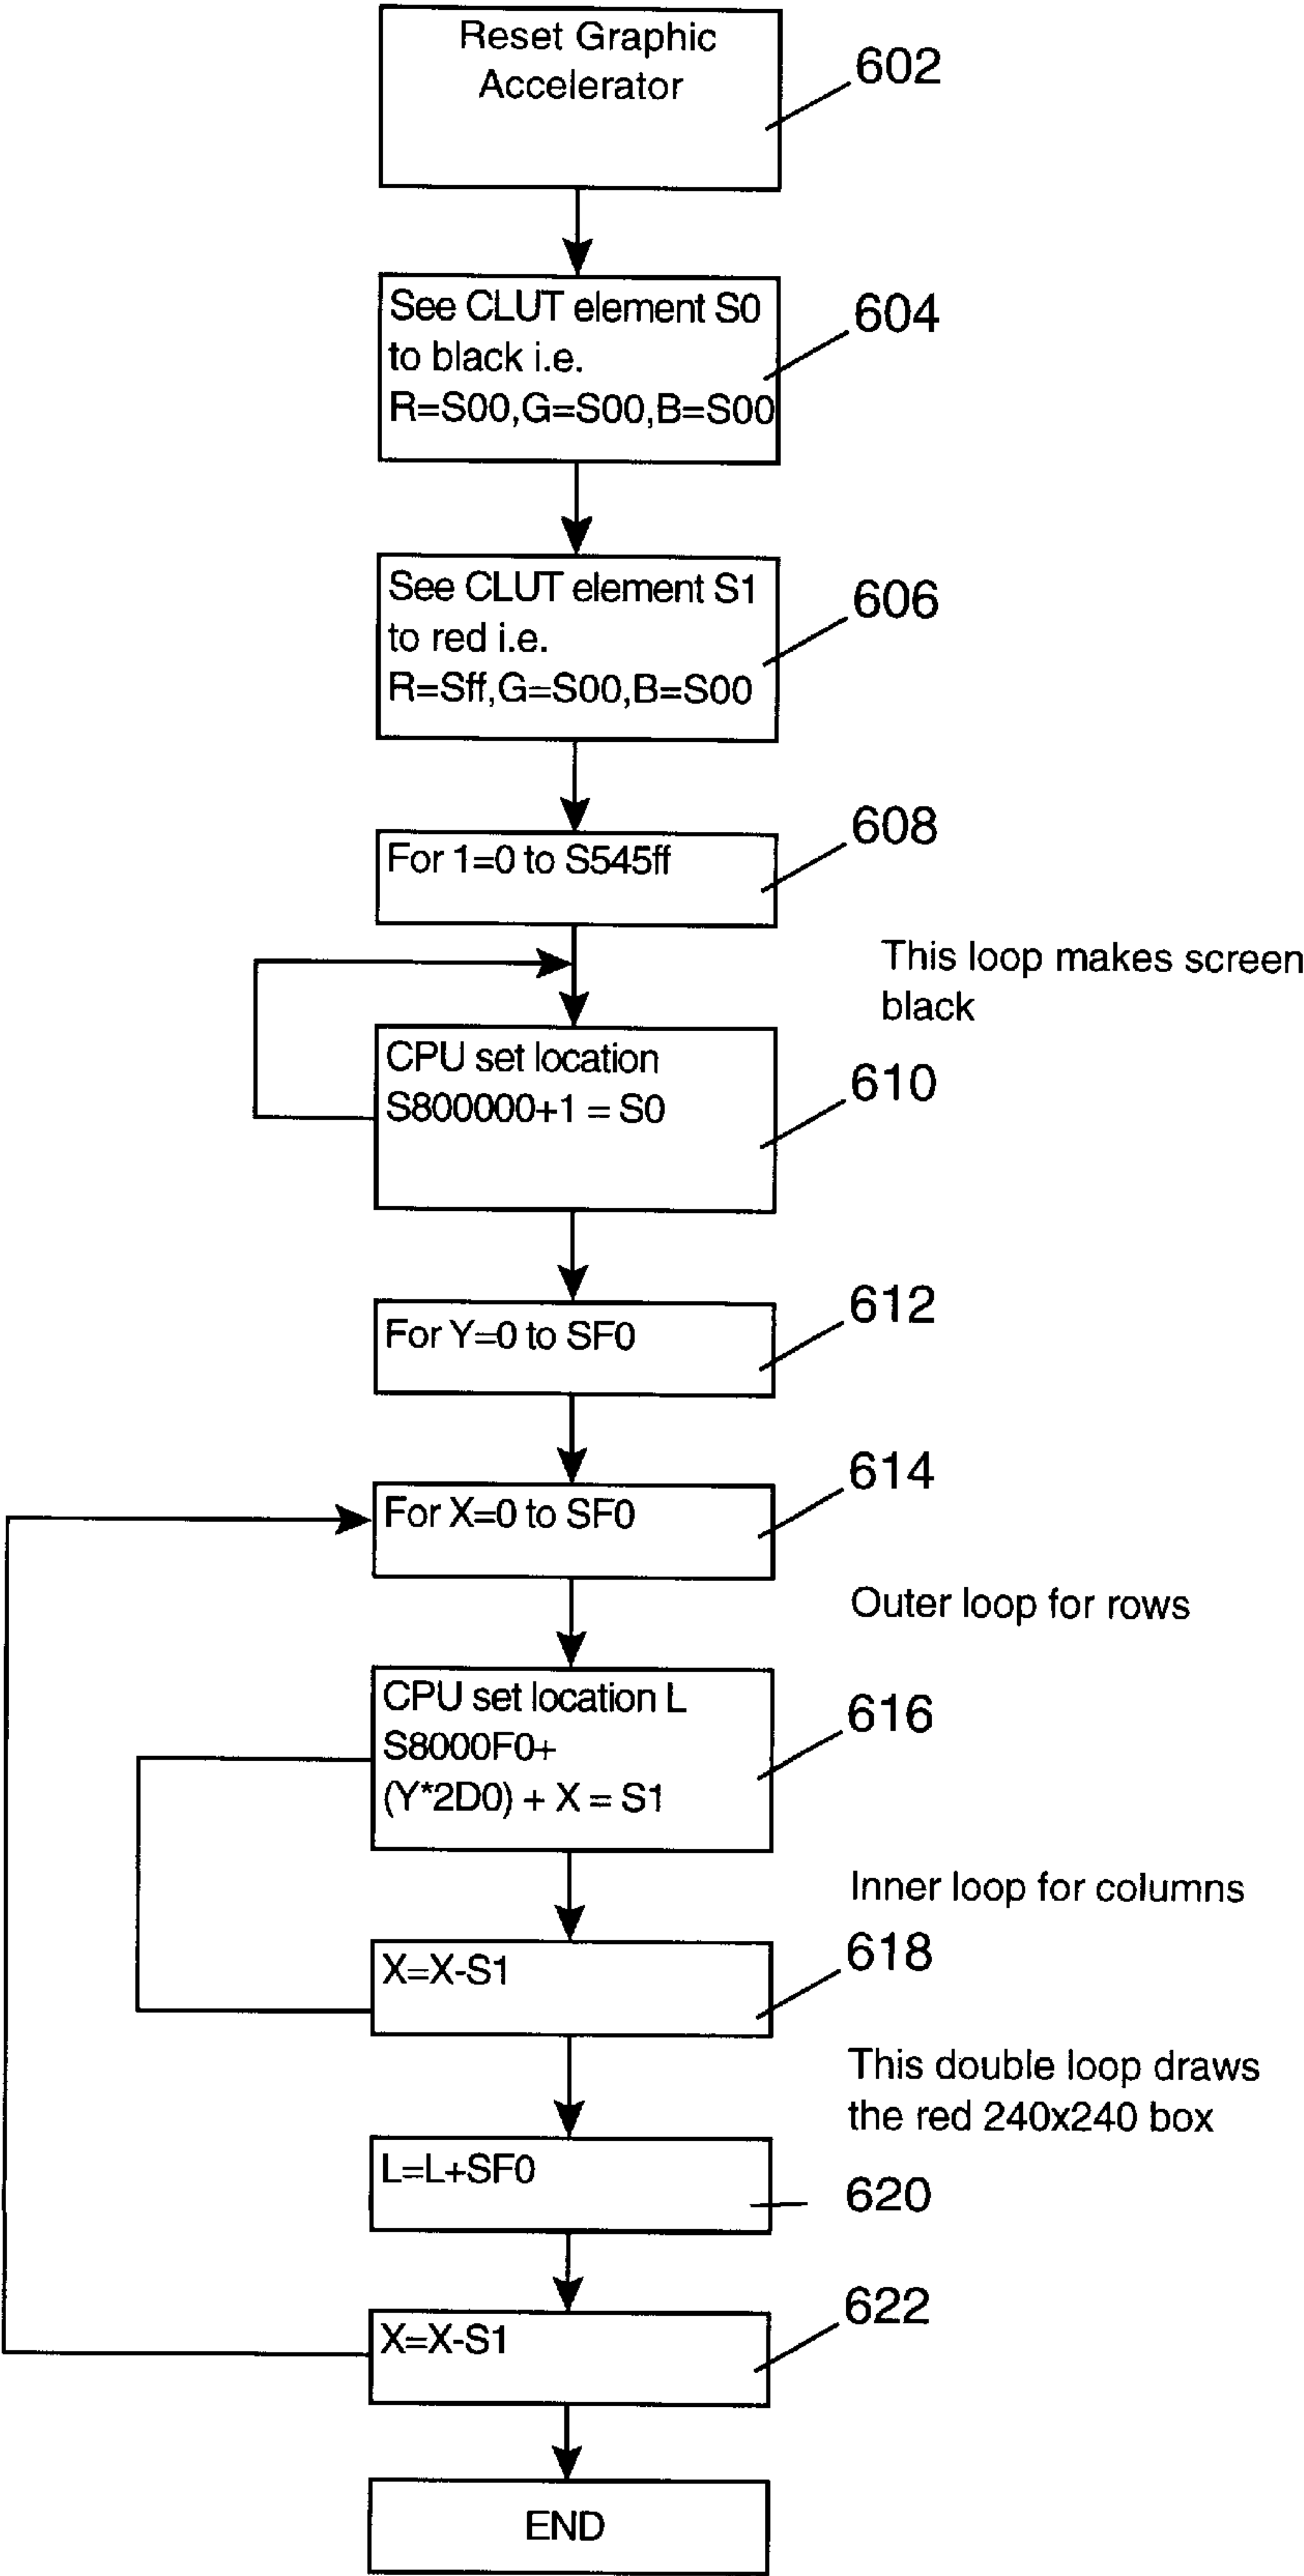 Reset Graphic
Accelerator
602
See CLUT element S0
to black i.e.
R=S00,G=S00,B=S00
604
See CLUT element S1
to red i.e.
R=Sff,G=S00,B=S00
606
For 1=0 to S545ff
608
This loop makes screen
black
CPU set location
S800000+1 = S0
610
For Y=0 to SF0
612
For X=0 to SF0
614
Outer loop for rows
CPU set location L
S8000F0+
(Y*2D0) + X = S1
616
Inner loop for columns
X=X-S1
618
This double loop draws
the red 240x240 box
L=L+SF0
620
X=X-S1
622
END